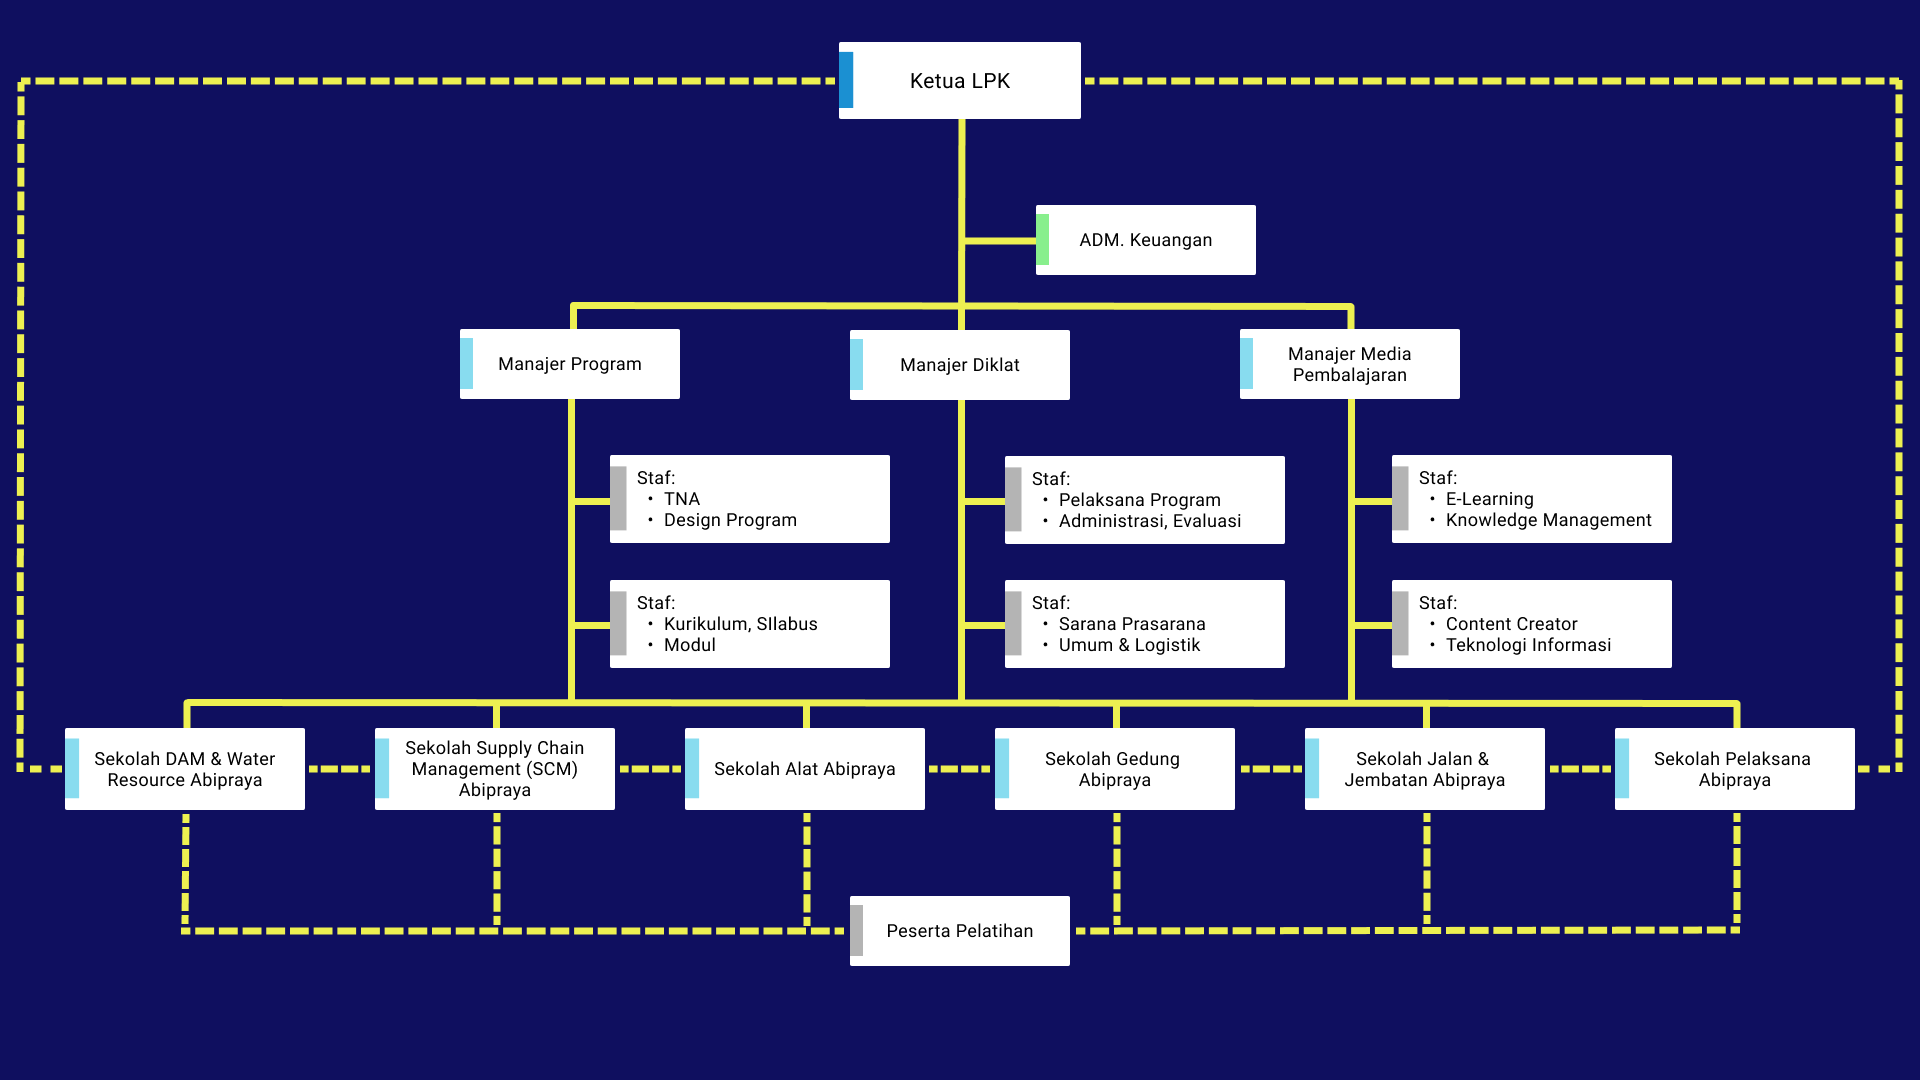 Ketua LPK
ADM. Keuangan
Manajer Program
Manajer Diklat
Manajer Media
Pembalajaran
Staf:
• TNA
• Design Program
Staf:
• Pelaksana Program
• Administrasi, Evaluasi
Staf:
• E-Learning
• Knowledge Management
Staf:
• Kurikulum, SIlabus
• Modul
Staf:
• Sarana Prasarana
• Umum & Logistik
Staf:
• Content Creator
• Teknologi Informasi
Sekolah DAM & Water
Resource Abipraya
Sekolah Supply Chain
Management (SCM)
Abipraya
Sekolah Alat Abipraya
Sekolah Gedung
Abipraya
Sekolah Jalan &
Jembatan Abipraya
Sekolah Pelaksana
Abipraya
Peserta Pelatihan